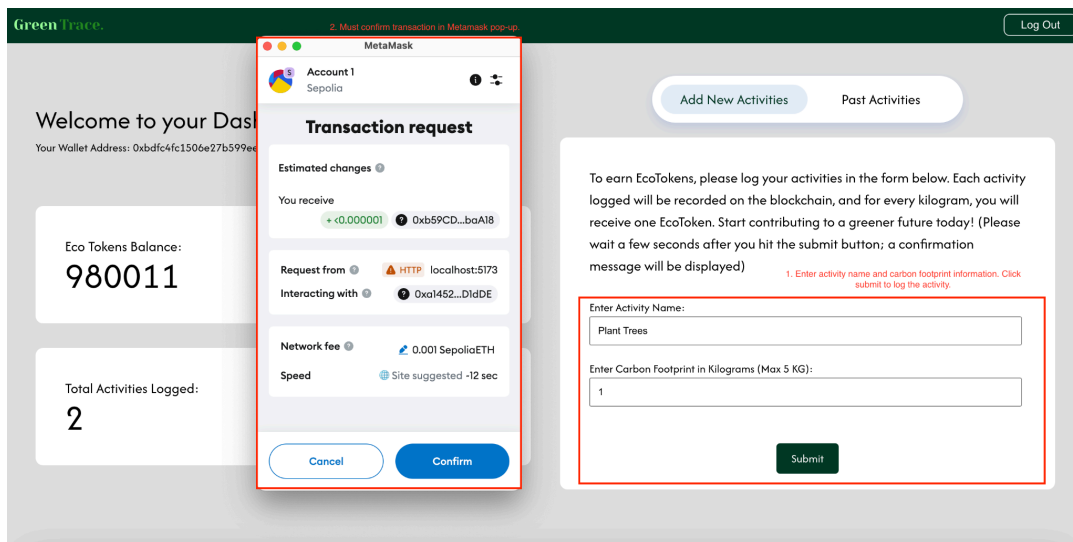 Green Trace.
2. Must confirm transaction in Metamask pop-up.
Log Out
MetaMask
S
Account 1
Sepolia
Transaction request
Estimated changes
You receive
+ <0.000001 0xb59CD...baA18
Request from HTTP localhost:5173
Interacting with 0xa1452...D1dDE
Network fee 0.001 SepoliaETH
Speed Site suggested ~12 sec
Cancel Confirm
Welcome to your Dash
Your Wallet Address: 0xbdfc4fc1506e27b599ee
Eco Tokens Balance:
980011
Total Activities Logged:
2
Add New Activities Past Activities
To earn EcoTokens, please log your activities in the form below. Each activity
logged will be recorded on the blockchain, and for every kilogram, you will
receive one EcoToken. Start contributing to a greener future today! (Please
wait a few seconds after you hit the submit button; a confirmation
message will be displayed)
1. Enter activity name and carbon footprint information. Click
submit to log the activity.
Enter Activity Name:
Plant Trees
Enter Carbon Footprint in Kilograms (Max 5 KG):
1
Submit